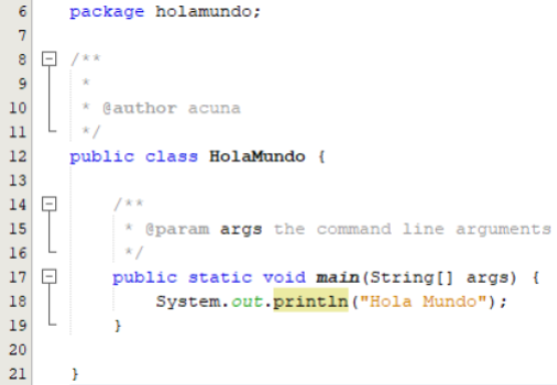 6 package holamundo;
7
8 /**
9 *
10 * @author acuna
11 */
12 public class HolaMundo {
13
14 /**
15 * @param args the command line arguments
16 */
17 public static void main(String[] args) {
18 System.out.println("Hola Mundo");
19 }
20
21 }